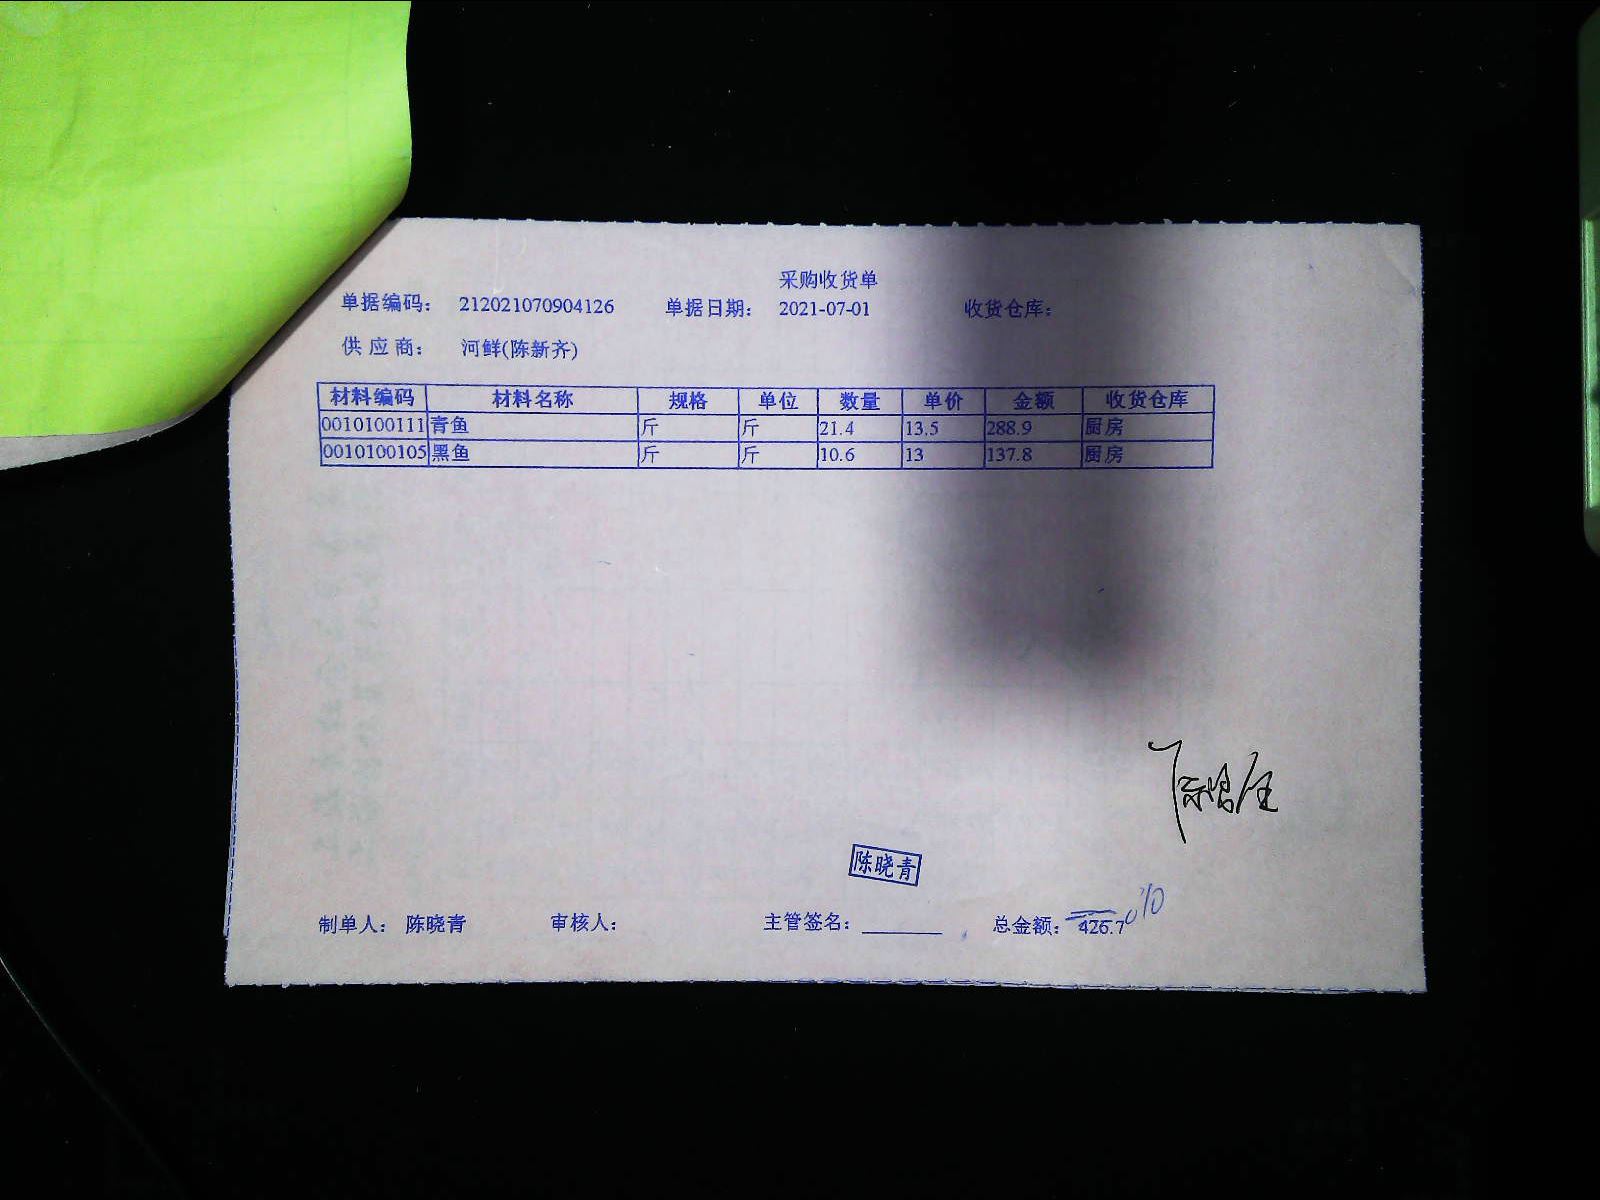 采购收货单
单据编码： 212021070904126 单据日期： 2021-07-01 收货仓库：
供应商： 河鲜(陈新齐)
材料编码 材料名称 规格 单位 数量 单价 金额 收货仓库
0010100111 青鱼 斤 斤 21.4 13.5 288.9 厨房
0010100105 黑鱼 斤 斤 10.6 13 137.8 厨房
陈晓青
制单人： 陈晓青 审核人： 主管签名： 总金额： 426.7